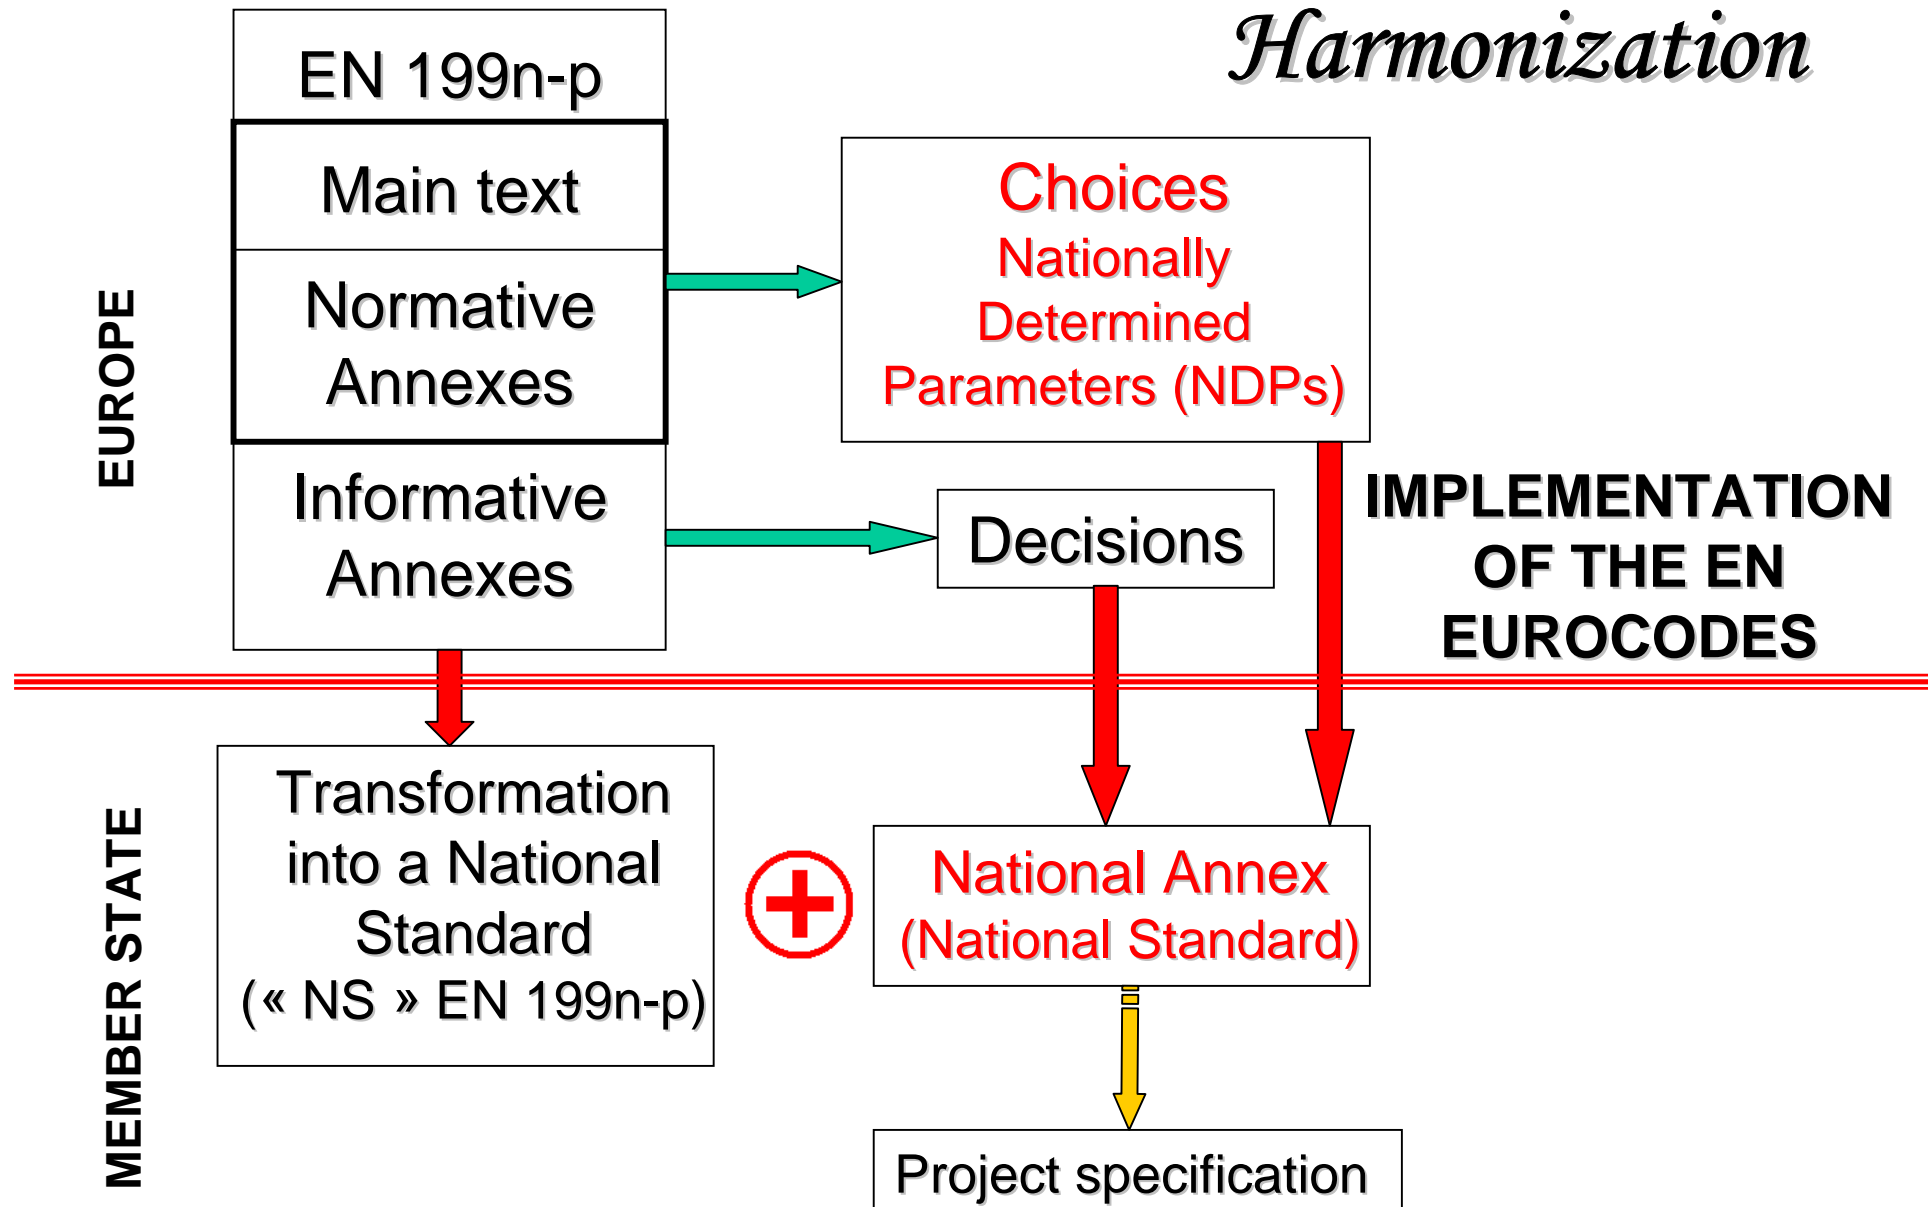 Harmonization
EN 199n-p
Main text
Normative
Annexes
Informative
Annexes
EUROPE
Choices
Nationally
Determined
Parameters (NDPs)
Decisions
IMPLEMENTATION
OF THE EN
EUROCODES
MEMBER STATE
Transformation
into a National
Standard
(« NS » EN 199n-p)
National Annex
(National Standard)
Project specification